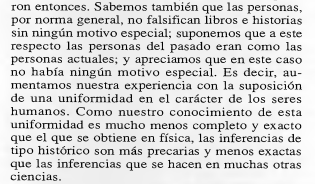 ron entonces. Sabemos también que las personas,
por norma general, no falsifican libros e historias
sin ningún motivo especial; suponemos que a este
respecto las personas del pasado eran como las
personas actuales; y apreciamos que en este caso
no había ningún motivo especial. Es decir, au-
mentamos nuestra experiencia con la suposición
de una uniformidad en el carácter de los seres
humanos. Como nuestro conocimiento de esta
uniformidad es mucho menos completo y exacto
que el que se obtiene en física, las inferencias de
tipo histórico son más precarias y menos exactas
que las inferencias que se hacen en muchas otras
ciencias.